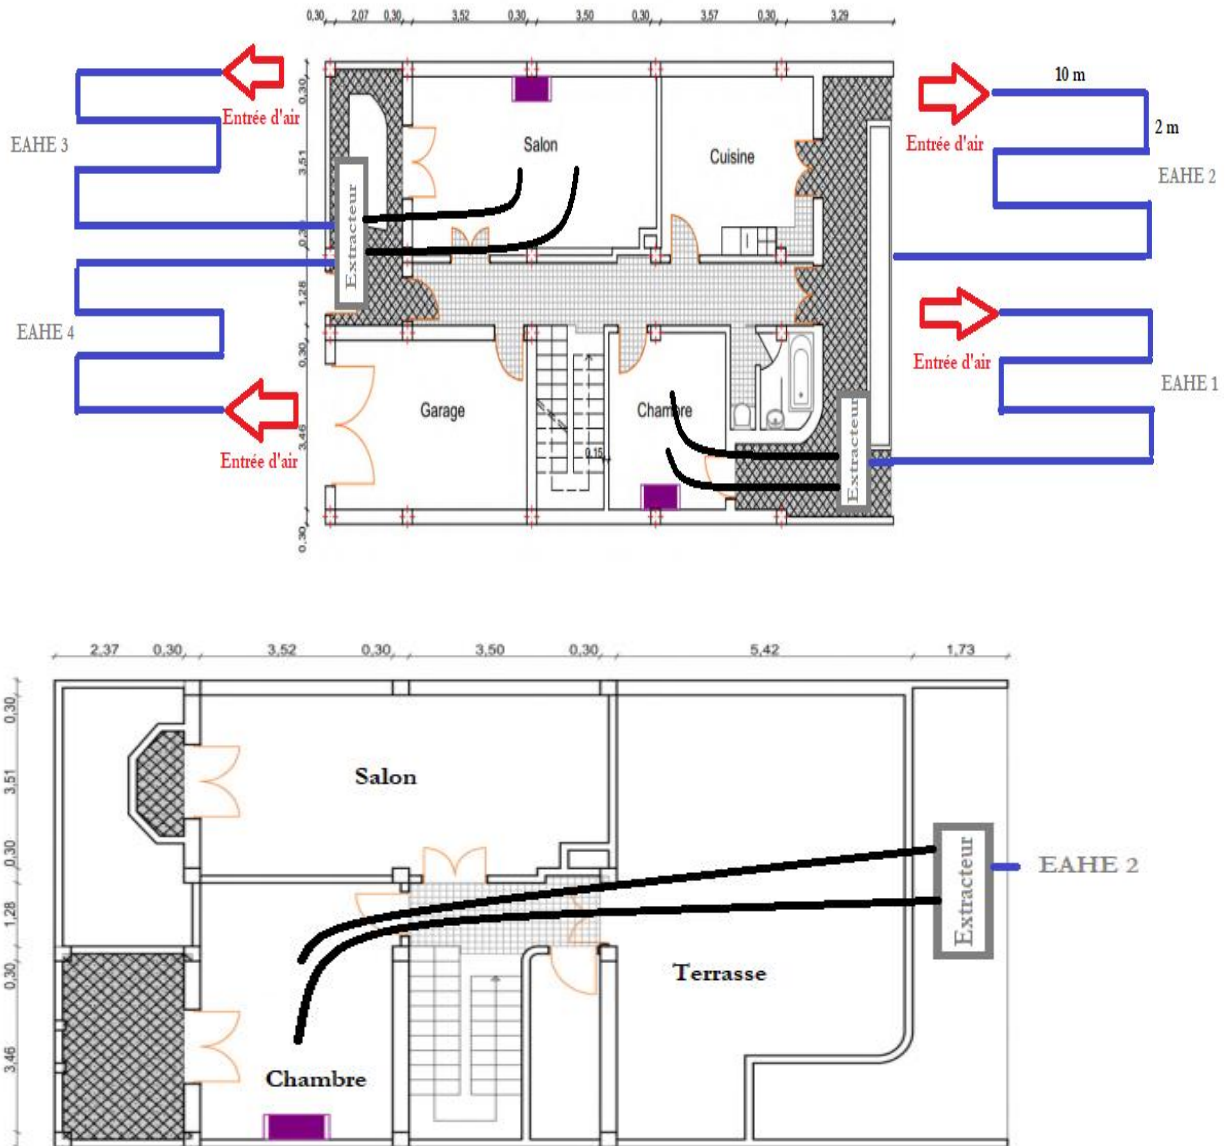 0,30 2,07 0,30 3,52 0,30 3,50 0,30 3,57 0,30 3,29
Entrée d'air
10 m
2 m
Entrée d'air
EAHE 3
EAHE 2
0,30
3,51
Salon
Cuisine
Extracteur
1,28
EAHE 4
Entrée d'air
EAHE 1
0,30
Garage
Chambre
3,46
0,15
Entrée d'air
Extracteur
0,30
2,37 0,30 3,52 0,30 3,50 0,30 5,42 1,73
0,30
3,51
Salon
0,30
Extracteur
EAHE 2
1,28
0,30
Terrasse
3,46
Chambre